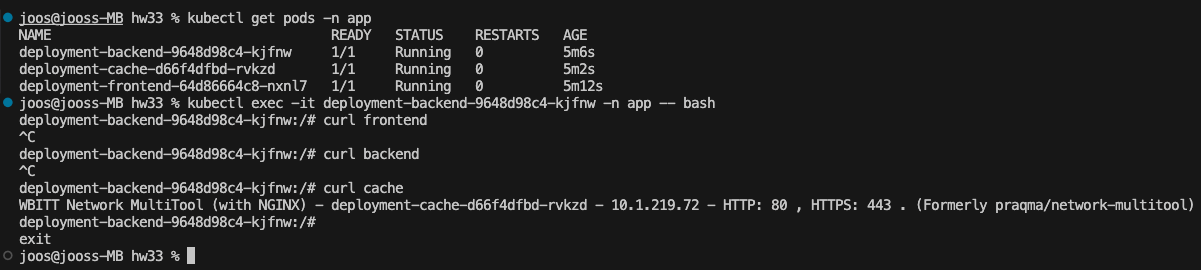 joos@jooss-MB hw33 % kubectl get pods -n app
NAME READY STATUS RESTARTS AGE
deployment-backend-9648d98c4-kjfnw 1/1 Running 0 5m6s
deployment-cache-d66f4dfbd-rvkzd 1/1 Running 0 5m2s
deployment-frontend-64d86664c8-nxnl7 1/1 Running 0 5m12s
joos@jooss-MB hw33 % kubectl exec -it deployment-backend-9648d98c4-kjfnw -n app -- bash
deployment-backend-9648d98c4-kjfnw:/# curl frontend
^C
deployment-backend-9648d98c4-kjfnw:/# curl backend
^C
deployment-backend-9648d98c4-kjfnw:/# curl cache
WBITT Network MultiTool (with NGINX) - deployment-cache-d66f4dfbd-rvkzd - 10.1.219.72 - HTTP: 80 , HTTPS: 443 . (Formerly praqma/network-multitool)
deployment-backend-9648d98c4-kjfnw:/#
exit
joos@jooss-MB hw33 %